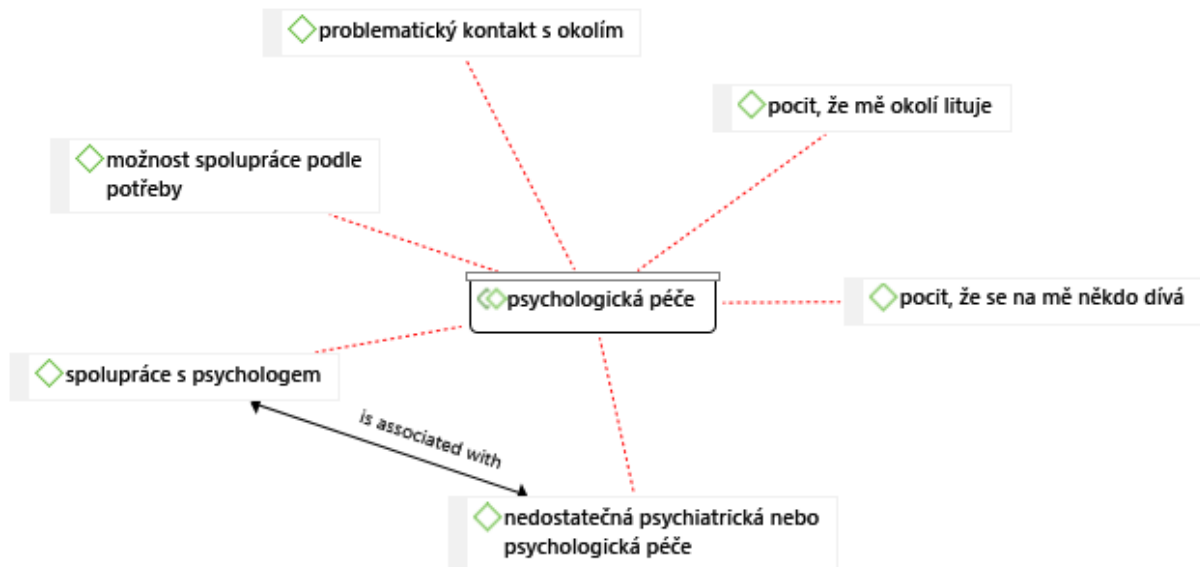 problematický kontakt s okolím
pocit, že mě okolí lituje
možnost spolupráce podle
potřeby
psychologická péče
pocit, že se na mě někdo dívá
spolupráce s psychologem
is associated with
nedostatečná psychiatrická nebo
psychologická péče